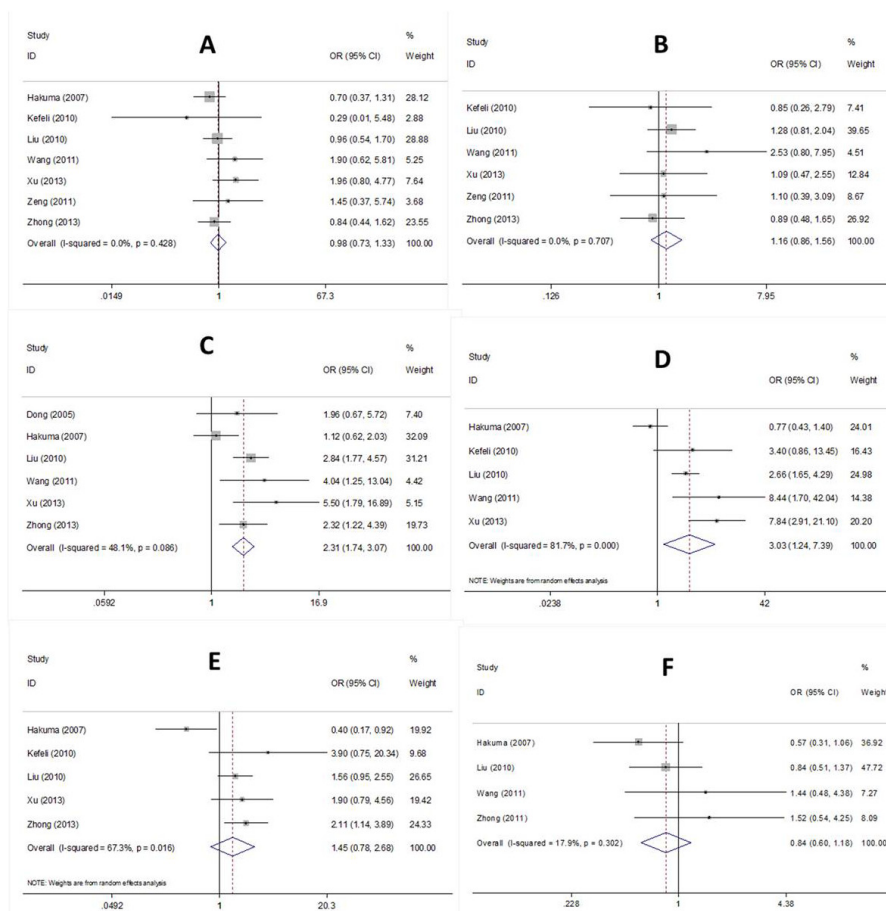 A
Study %
ID OR (95% CI) Weight
Hakuma (2007) 0.70 (0.37, 1.31) 28.12
Kefeli (2010) 0.29 (0.01, 5.48) 2.88
Liu (2010) 0.96 (0.54, 1.70) 28.88
Wang (2011) 1.90 (0.62, 5.81) 5.25
Xu (2013) 1.96 (0.80, 4.77) 7.64
Zeng (2011) 1.45 (0.37, 5.74) 3.68
Zhong (2013) 0.84 (0.44, 1.62) 23.55
Overall (I-squared = 0.0%, p = 0.428) 0.98 (0.73, 1.33) 100.00
.0149 1 67.3
B
Study %
ID OR (95% CI) Weight
Kefeli (2010) 0.85 (0.26, 2.79) 7.41
Liu (2010) 1.28 (0.81, 2.04) 39.65
Wang (2011) 2.53 (0.80, 7.95) 4.51
Xu (2013) 1.09 (0.47, 2.55) 12.84
Zeng (2011) 1.10 (0.39, 3.09) 8.67
Zhong (2013) 0.89 (0.48, 1.65) 26.92
Overall (I-squared = 0.0%, p = 0.707) 1.16 (0.86, 1.56) 100.00
.126 1 7.95
C
Study %
ID OR (95% CI) Weight
Dong (2005) 1.96 (0.67, 5.72) 7.40
Hakuma (2007) 1.12 (0.62, 2.03) 32.09
Liu (2010) 2.84 (1.77, 4.57) 31.21
Wang (2011) 4.04 (1.25, 13.04) 4.42
Xu (2013) 5.50 (1.79, 16.89) 5.15
Zhong (2013) 2.32 (1.22, 4.39) 19.73
Overall (I-squared = 48.1%, p = 0.086) 2.31 (1.74, 3.07) 100.00
.0592 1 16.9
D
Study %
ID OR (95% CI) Weight
Hakuma (2007) 0.77 (0.43, 1.40) 24.01
Kefeli (2010) 3.40 (0.86, 13.45) 16.43
Liu (2010) 2.66 (1.65, 4.29) 24.98
Wang (2011) 8.44 (1.70, 42.04) 14.38
Xu (2013) 7.84 (2.91, 21.10) 20.20
Overall (I-squared = 81.7%, p = 0.000) 3.03 (1.24, 7.39) 100.00
NOTE: Weights are from random effects analysis
.0238 1 42
E
Study %
ID OR (95% CI) Weight
Hakuma (2007) 0.40 (0.17, 0.92) 19.92
Kefeli (2010) 3.90 (0.75, 20.34) 9.68
Liu (2010) 1.56 (0.95, 2.55) 26.65
Xu (2013) 1.90 (0.79, 4.56) 19.42
Zhong (2013) 2.11 (1.14, 3.89) 24.33
Overall (I-squared = 67.3%, p = 0.016) 1.45 (0.78, 2.68) 100.00
NOTE: Weights are from random effects analysis
.0492 1 20.3
F
Study %
ID OR (95% CI) Weight
Hakuma (2007) 0.57 (0.31, 1.06) 36.92
Liu (2010) 0.84 (0.51, 1.37) 47.72
Wang (2011) 1.44 (0.48, 4.38) 7.27
Zhong (2011) 1.52 (0.54, 4.25) 8.09
Overall (I-squared = 17.9%, p = 0.302) 0.84 (0.60, 1.18) 100.00
.228 1 4.38